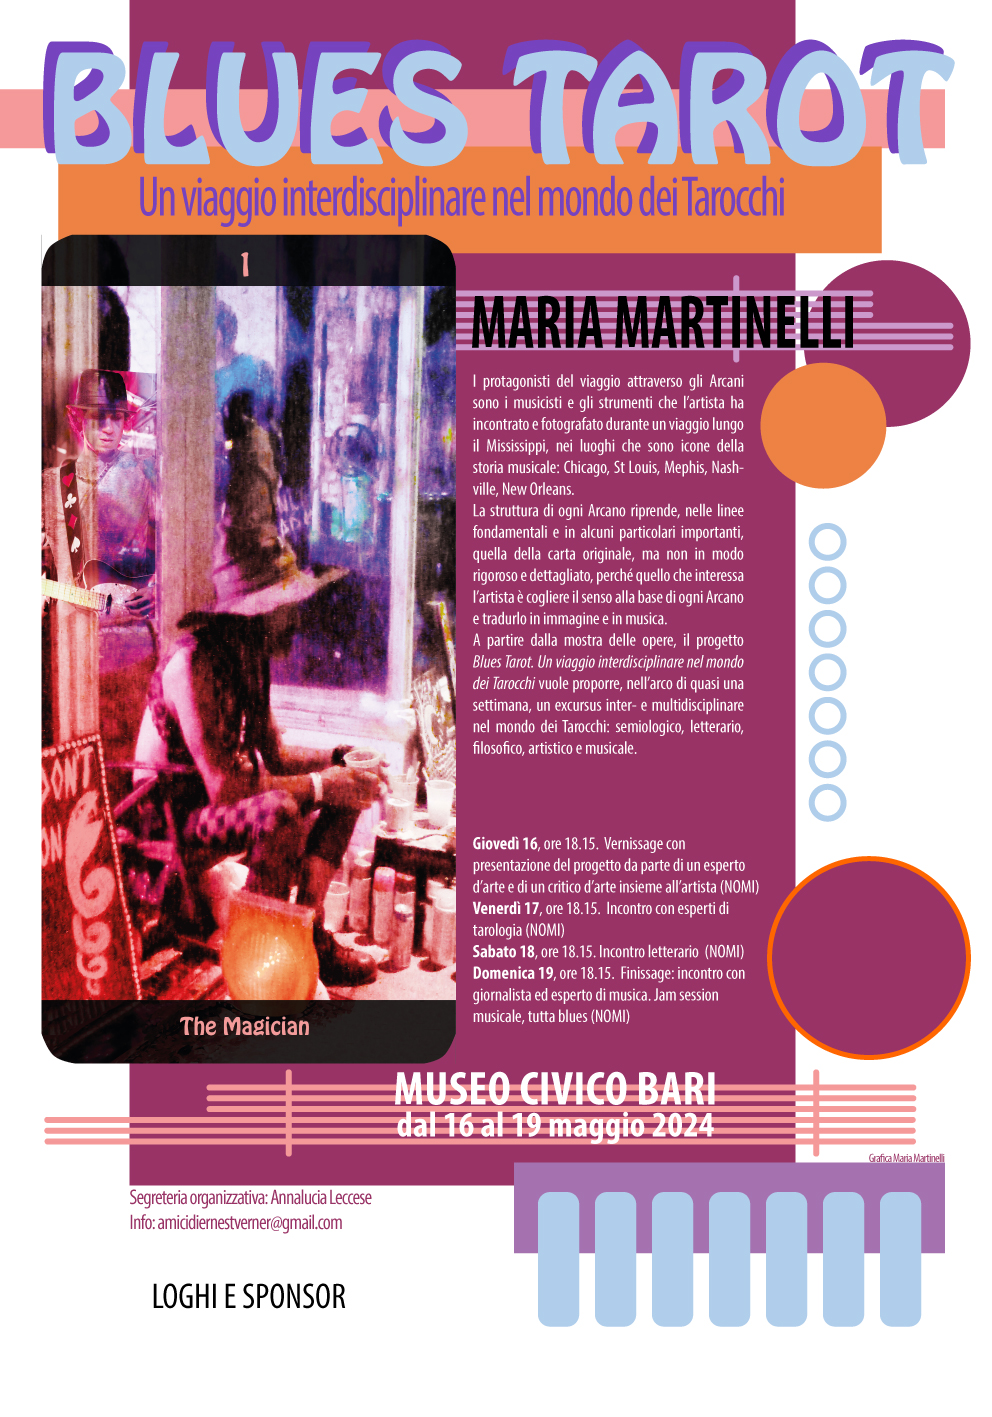 BLUES TAROT
Un viaggio interdisciplinare nel mondo dei Tarocchi
I
MARIA MARTINELLI
I protagonisti del viaggio attraverso gli Arcani
sono i musicisti e gli strumenti che l'artista ha
incontrato e fotografato durante un viaggio lungo
il Mississippi, nei luoghi che sono icone della
storia musicale: Chicago, St Louis, Mephis, Nash-
ville, New Orleans.
La struttura di ogni Arcano riprende, nelle linee
fondamentali e in alcuni particolari importanti,
quella della carta originale, ma non in modo
rigoroso e dettagliato, perché quello che interessa
l'artista è cogliere il senso alla base di ogni Arcano
e tradurlo in immagine e in musica.
A partire dalla mostra delle opere, il progetto
Blues Tarot. Un viaggio interdisciplinare nel mondo
dei Tarocchi vuole proporre, nell'arco di quasi una
settimana, un excursus inter- e multidisciplinare
nel mondo dei Tarocchi: semiologico, letterario,
filosofico, artistico e musicale.
Giovedì 16, ore 18.15. Vernissage con
presentazione del progetto da parte di un esperto
d'arte e di un critico d'arte insieme all'artista (NOMI)
Venerdì 17, ore 18.15. Incontro con esperti di
tarologia (NOMI)
Sabato 18, ore 18.15. Incontro letterario (NOMI)
Domenica 19, ore 18.15. Finissage: incontro con
giornalista ed esperto di musica. Jam session
musicale, tutta blues (NOMI)
The Magician
MUSEO CIVICO BARI
dal 16 al 19 maggio 2024
Grafica Maria Martinelli
Segreteria organizzativa: Annalucia Leccese
Info: amicidiernestverner@gmail.com
LOGHI E SPONSOR